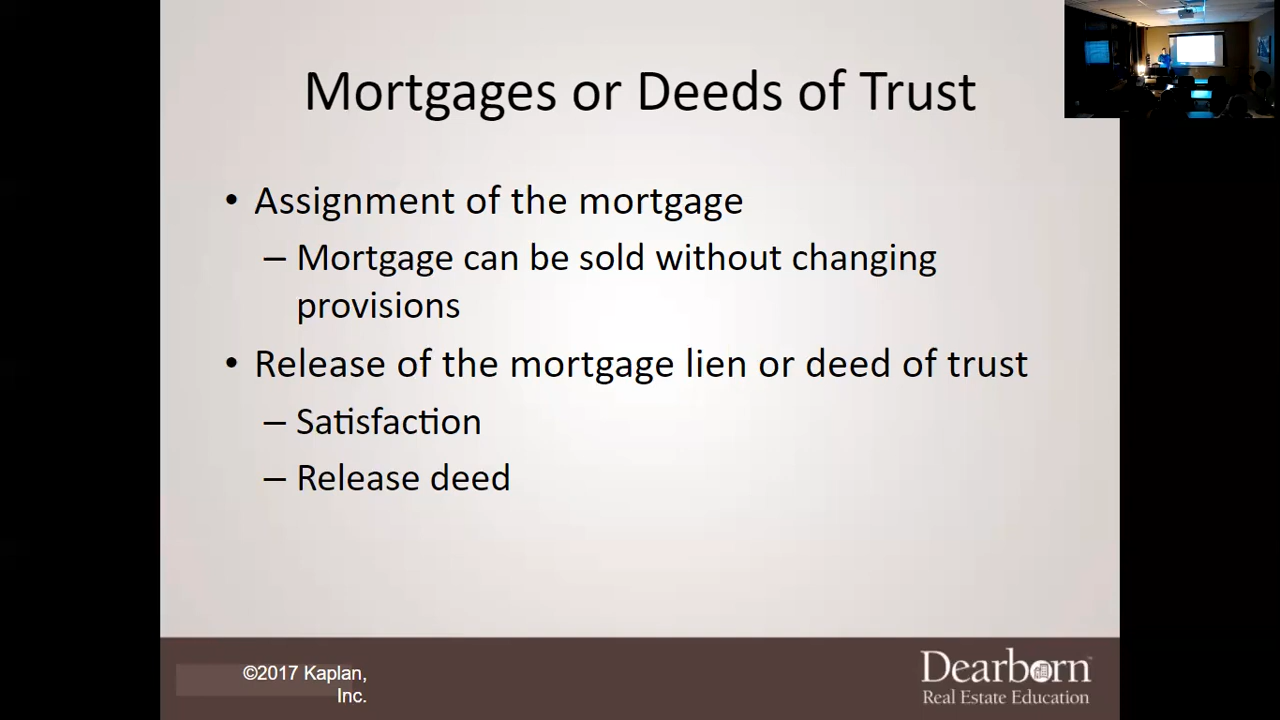 Mortgages or Deeds of Trust
• Assignment of the mortgage
– Mortgage can be sold without changing
provisions
• Release of the mortgage lien or deed of trust
– Satisfaction
– Release deed
©2017 Kaplan,
Inc.
Dearborn™
Real Estate Education